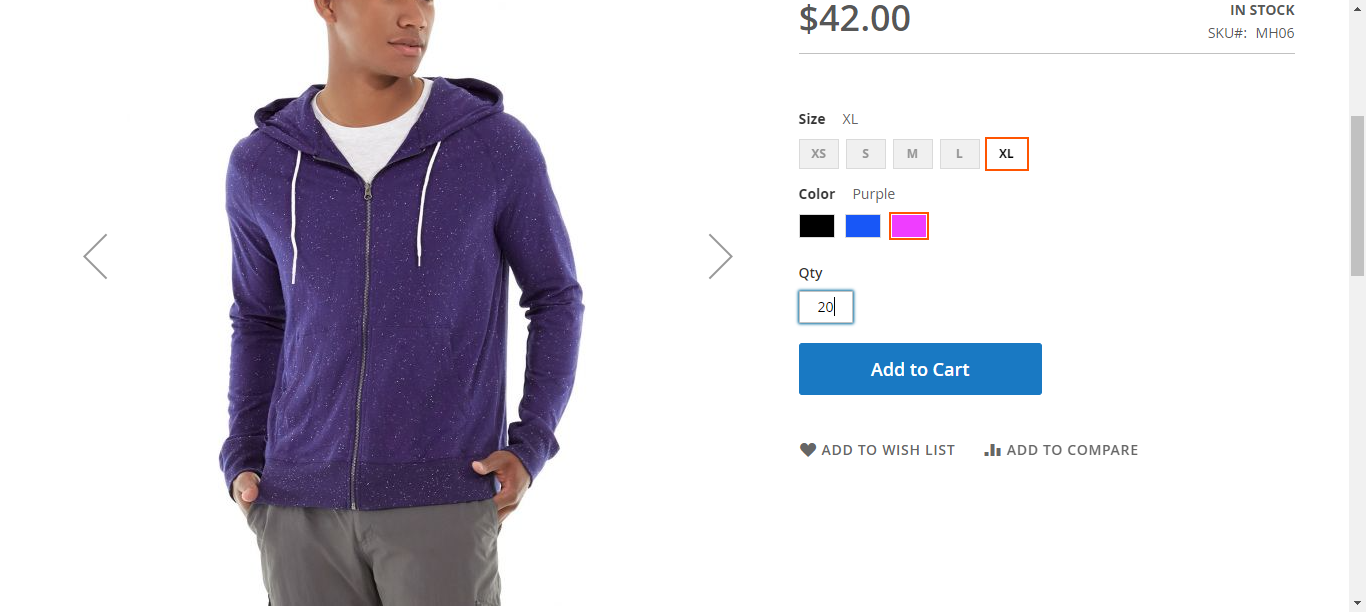 $42.00
IN STOCK
SKU#: MH06
Size XL
XS S M L XL
Color Purple
Qty
20
Add to Cart
ADD TO WISH LIST ADD TO COMPARE